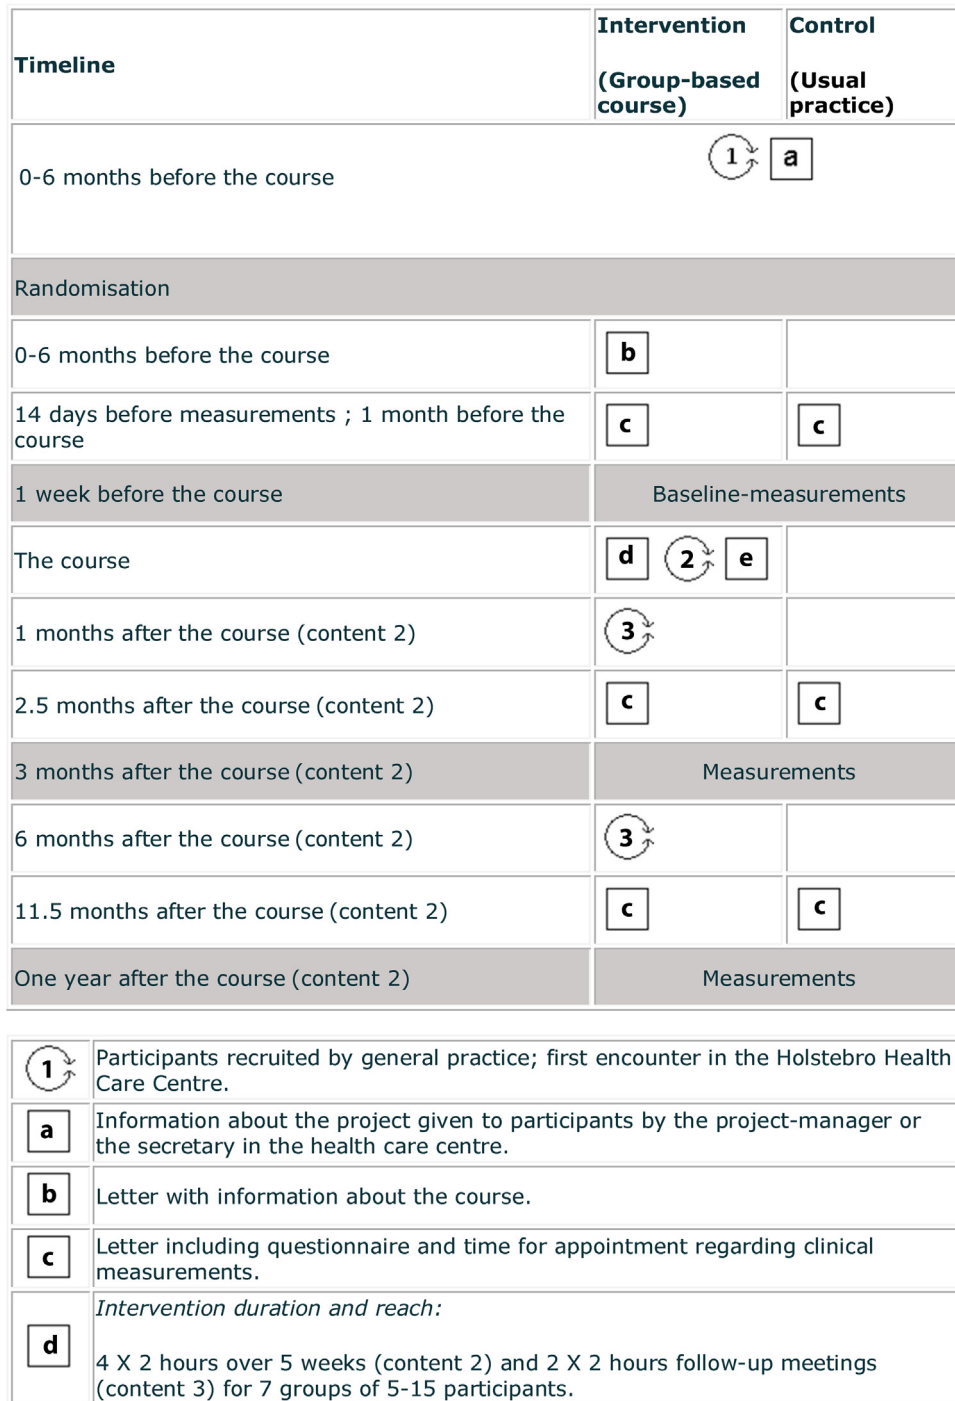 Timeline
Intervention
(Group-based
course)
Control
(Usual
practice)
0-6 months before the course
1 a
Randomisation
0-6 months before the course
b
14 days before measurements ; 1 month before the
course
c c
1 week before the course Baseline-measurements
The course d 2 e
1 months after the course (content 2) 3
2.5 months after the course (content 2) c c
3 months after the course (content 2) Measurements
6 months after the course (content 2) 3
11.5 months after the course (content 2) c c
One year after the course (content 2) Measurements
1 Participants recruited by general practice; first encounter in the Holstebro Health
Care Centre.
a Information about the project given to participants by the project-manager or
the secretary in the health care centre.
b Letter with information about the course.
c Letter including questionnaire and time for appointment regarding clinical
measurements.
d Intervention duration and reach:
4 X 2 hours over 5 weeks (content 2) and 2 X 2 hours follow-up meetings
(content 3) for 7 groups of 5-15 participants.